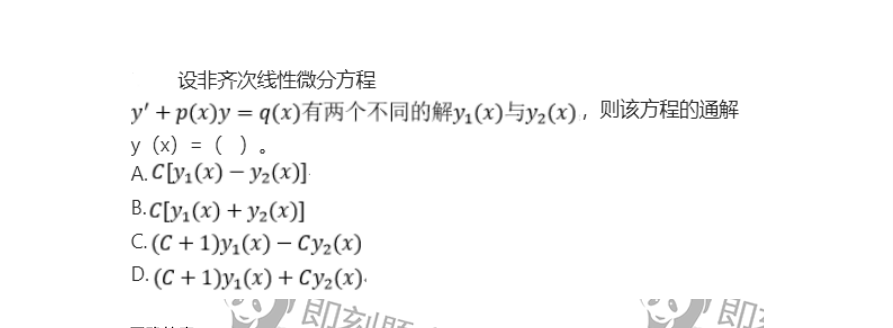 设非齐次线性微分方程
y′ + p(x)y = q(x)有两个不同的解y₁(x)与y₂(x)，则该方程的通解
y（x）=（ ）。
A. C[y₁(x) − y₂(x)]
B. C[y₁(x) + y₂(x)]
C. (C + 1)y₁(x) − Cy₂(x)
D. (C + 1)y₁(x) + Cy₂(x).